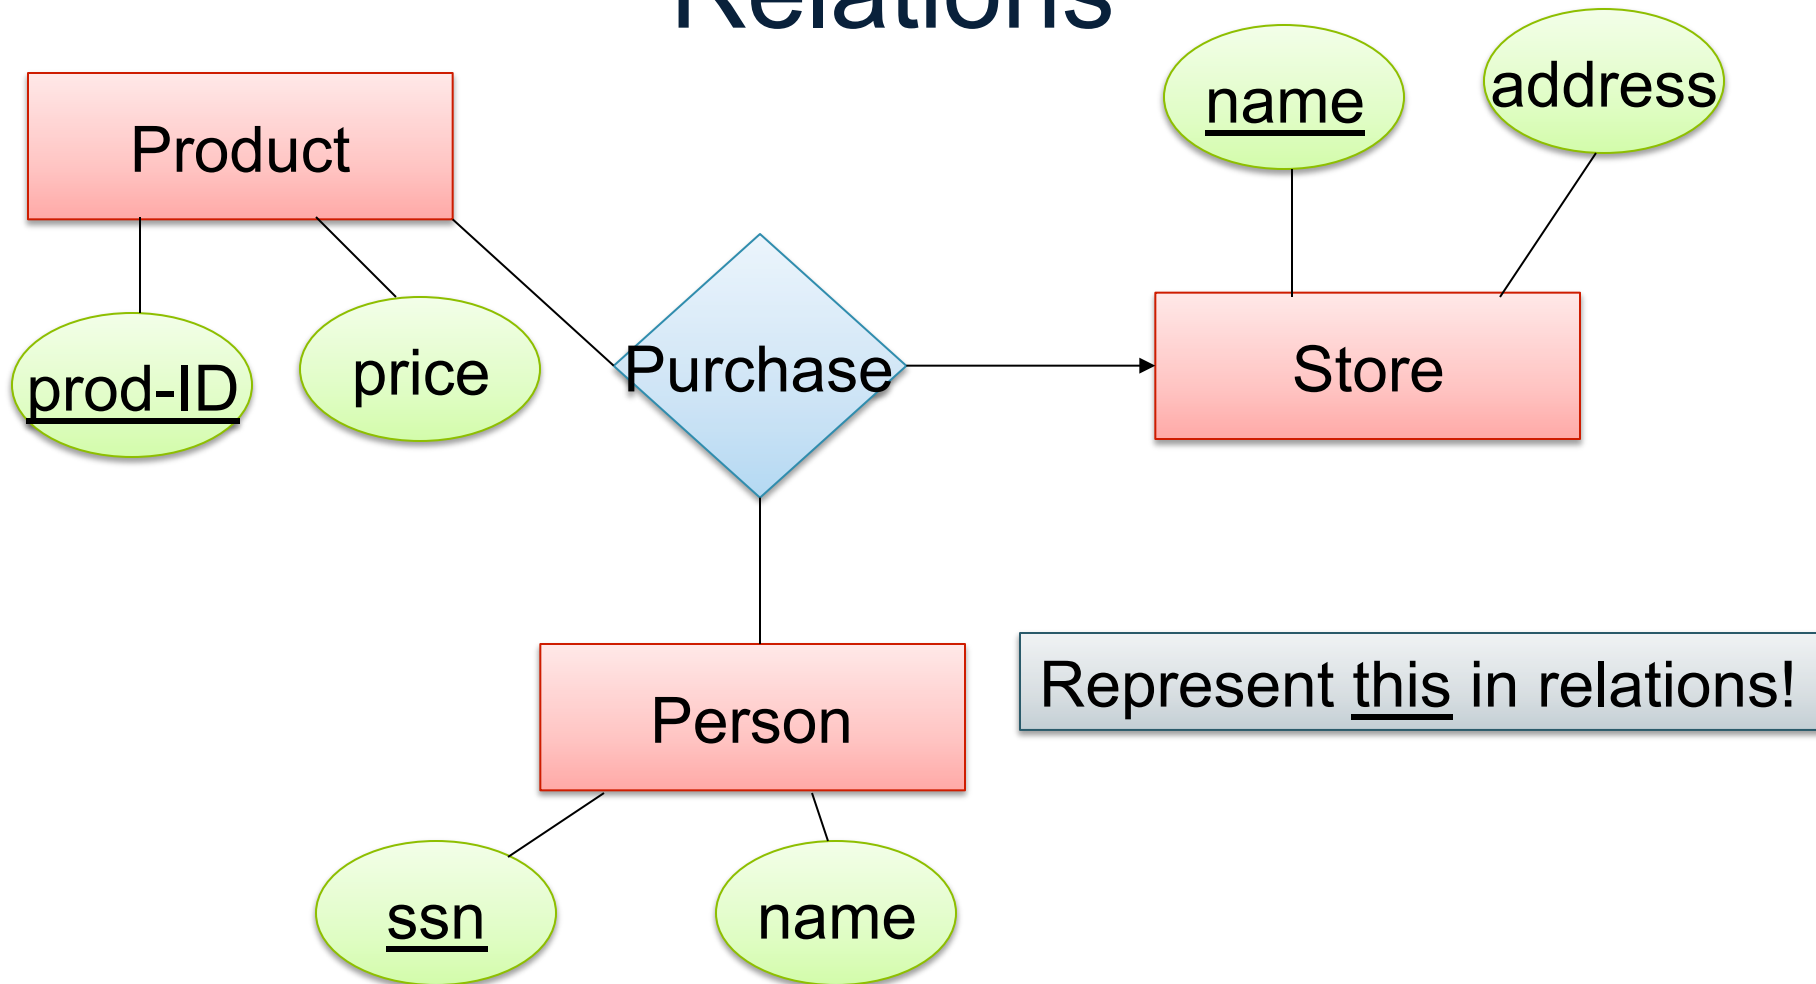 Relations
name
address
Product
prod-ID
price
Purchase
Store
Person
Represent this in relations!
ssn
name